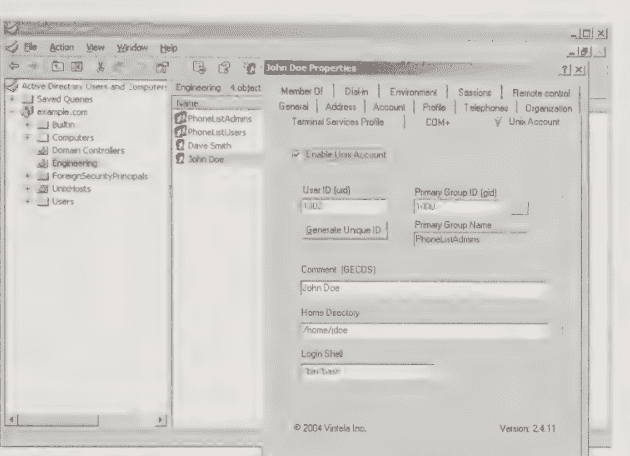 File Action View Window Help
John Doe Properties
Active Directory Users and Computers
Saved Queries
example.com
Builtin
Computers
Domain Controllers
Engineering
ForeignSecurityPrincipals
UnixHosts
Users
Engineering 4 object
Name
PhoneListAdmins
PhoneListUsers
Dave Smith
John Doe
Member Of Dial-in Environment Sessions Remote control
General Address Account Profile Telephones Organization
Terminal Services Profile COM+ Unix Account
Enable Unix Account
User ID (uid)
Primary Group ID (gid)
Generate Unique ID
Primary Group Name
PhoneListAdmins
Comment (GECOS)
John Doe
Home Directory
/home/jdoe
Login Shell
© 2004 Vintela Inc. Version: 2.4.11